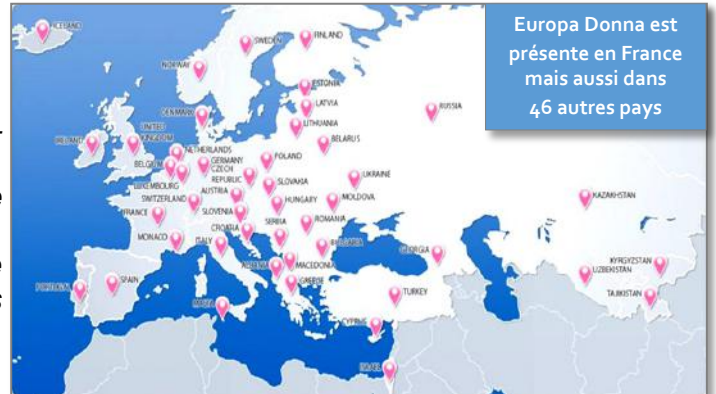 Europa Donna est
présente en France
mais aussi dans
46 autres pays
ICELAND
SWEDEN
FINLAND
NORWAY
ESTONIA
LATVIA
RUSSIA
DENMARK
LITHUANIA
UNITED
KINGDOM
IRELAND
BELARUS
NETHERLANDS
BELGIUM
GERMANY
POLAND
CZECH
REPUBLIC
UKRAINE
LUXEMBOURG
SLOVAKIA
AUSTRIA
SWITZERLAND
HUNGARY
MOLDOVA
KAZAKHSTAN
FRANCE
SLOVENIA
SERBIA
ROMANIA
CROATIA
MONACO
ITALY
BULGARIA
GEORGIA
KYRGYZSTAN
ALBANIA
MACEDONIA
UZBEKISTAN
PORTUGAL
SPAIN
GREECE
TURKEY
TAJIKISTAN
MALTA
CYPRUS
ISRAEL